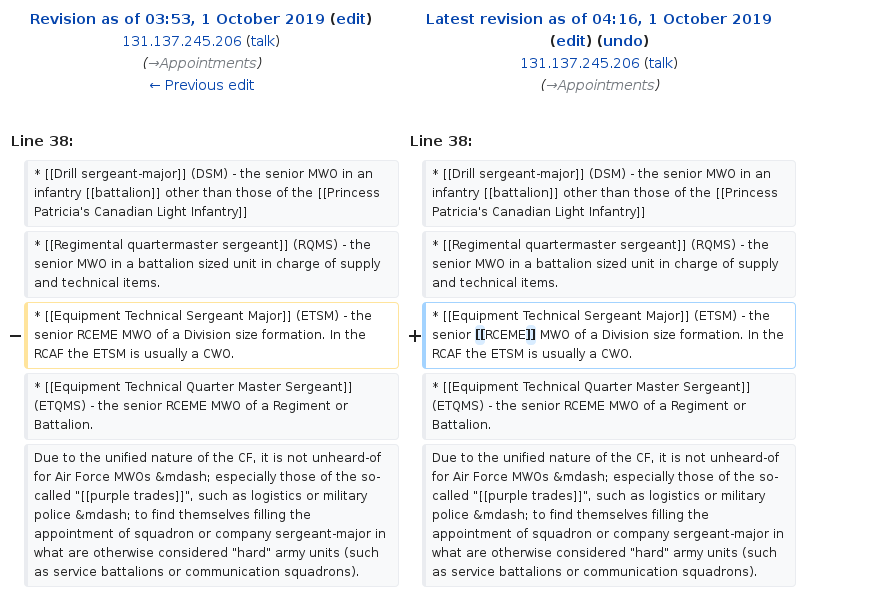 Revision as of 03:53, 1 October 2019 (edit)
131.137.245.206 (talk)
(→Appointments)
← Previous edit
Latest revision as of 04:16, 1 October 2019
(edit) (undo)
131.137.245.206 (talk)
(→Appointments)
Line 38:
Line 38:
* [[Drill sergeant-major]] (DSM) - the senior MWO in an
infantry [[battalion]] other than those of the [[Princess
Patricia's Canadian Light Infantry]]
* [[Drill sergeant-major]] (DSM) - the senior MWO in an
infantry [[battalion]] other than those of the [[Princess
Patricia's Canadian Light Infantry]]
* [[Regimental quartermaster sergeant]] (RQMS) - the
senior MWO in a battalion sized unit in charge of supply
and technical items.
* [[Regimental quartermaster sergeant]] (RQMS) - the
senior MWO in a battalion sized unit in charge of supply
and technical items.
−
* [[Equipment Technical Sergeant Major]] (ETSM) - the
senior RCEME MWO of a Division size formation. In the
RCAF the ETSM is usually a CWO.
+
* [[Equipment Technical Sergeant Major]] (ETSM) - the
senior [[RCEME]] MWO of a Division size formation. In the
RCAF the ETSM is usually a CWO.
* [[Equipment Technical Quarter Master Sergeant]]
(ETQMS) - the senior RCEME MWO of a Regiment or
Battalion.
* [[Equipment Technical Quarter Master Sergeant]]
(ETQMS) - the senior RCEME MWO of a Regiment or
Battalion.
Due to the unified nature of the CF, it is not unheard-of
for Air Force MWOs &mdash; especially those of the so-
called "[[purple trades]]", such as logistics or military
police &mdash; to find themselves filling the
appointment of squadron or company sergeant-major in
what are otherwise considered "hard" army units (such
as service battalions or communication squadrons).
Due to the unified nature of the CF, it is not unheard-of
for Air Force MWOs &mdash; especially those of the so-
called "[[purple trades]]", such as logistics or military
police &mdash; to find themselves filling the
appointment of squadron or company sergeant-major in
what are otherwise considered "hard" army units (such
as service battalions or communication squadrons).